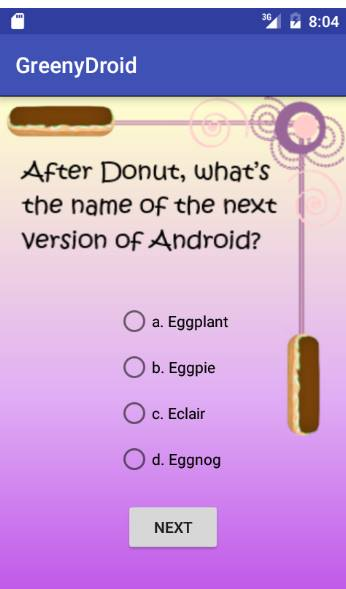 3G 8:04
GreenyDroid
After Donut, what's
the name of the next
version of Android?
a. Eggplant
b. Eggpie
c. Eclair
d. Eggnog
NEXT